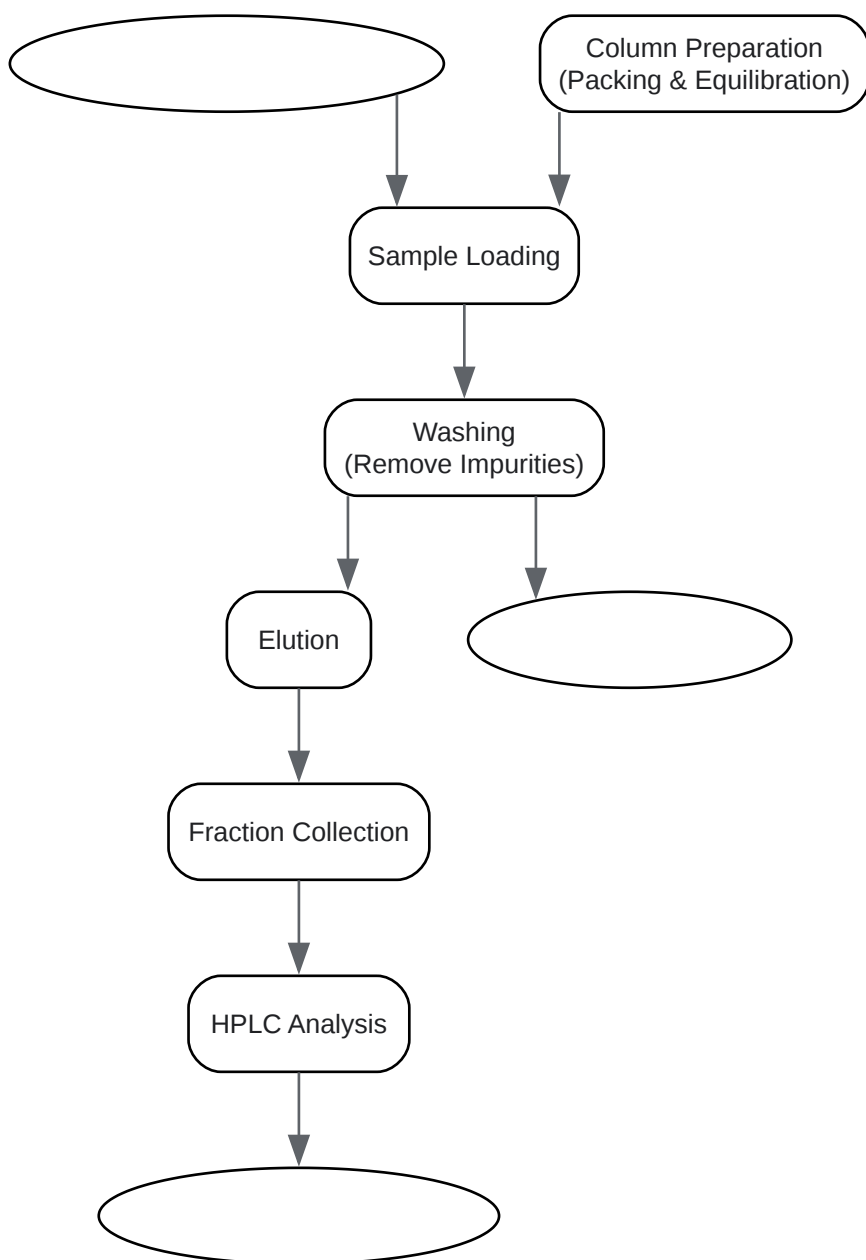 Column Preparation
(Packing & Equilibration)
Sample Loading
Washing
(Remove Impurities)
Elution
Fraction Collection
HPLC Analysis